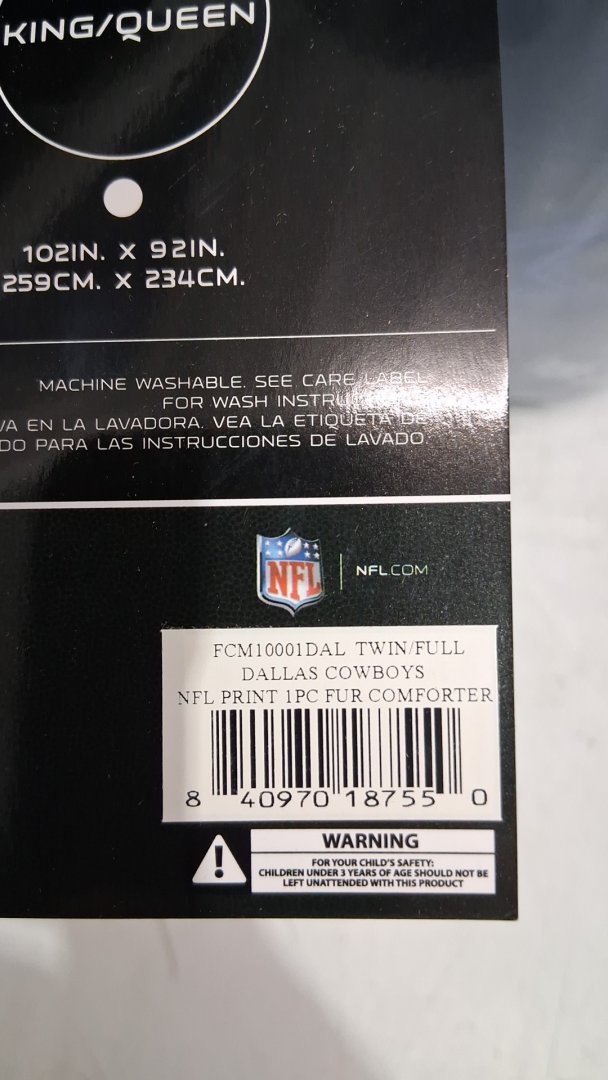 KING/QUEEN
102IN. X 92IN.
259CM. X 234CM.
MACHINE WASHABLE. SEE CARE LABEL
FOR WASH
EN LA LAVADORA. VEA LA ETIQUETA DE
PARA LAS INSTRUCCIONES DE LAVADO
NFL
NFL.COM
FCM10001DAL TWIN/FULL
DALLAS COWBOYS
NFL PRINT 1PC FUR COMFORTER
8 40970 18755 0
WARNING
FOR YOUR CHILD'S SAFETY:
CHILDREN UNDER 3 YEARS OF AGE SHOULD NOT BE
LEFT UNATTENDED WITH THIS PRODUCT